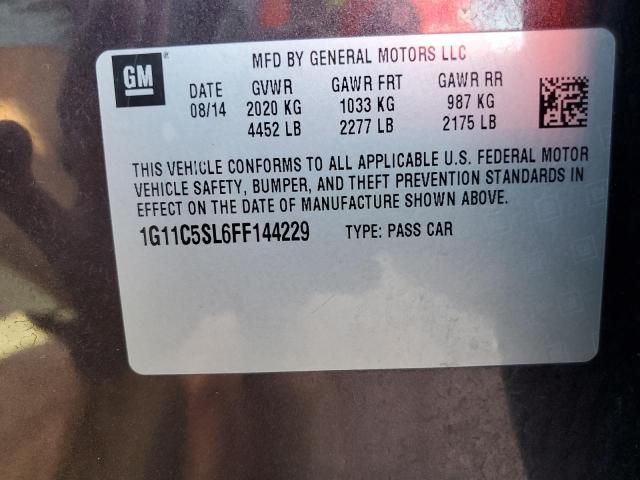 MFD BY GENERAL MOTORS LLC
GM
DATE GVWR GAWR FRT GAWR RR
08/14 2020 KG 1033 KG 987 KG
4452 LB 2277 LB 2175 LB
THIS VEHICLE CONFORMS TO ALL APPLICABLE U.S. FEDERAL MOTOR
VEHICLE SAFETY, BUMPER, AND THEFT PREVENTION STANDARDS IN
EFFECT ON THE DATE OF MANUFACTURE SHOWN ABOVE.
1G11C5SL6FF144229 TYPE: PASS CAR